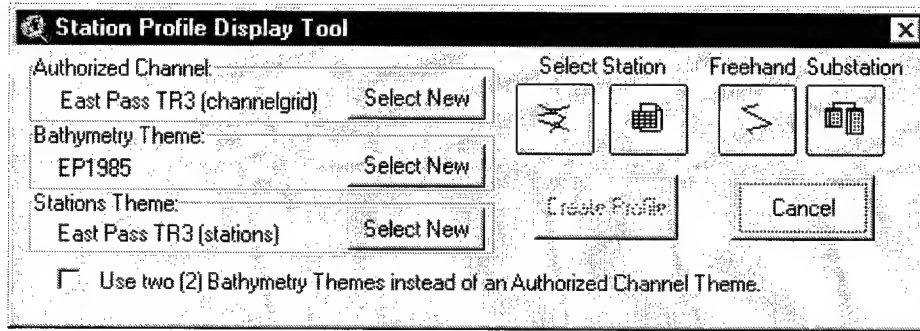 Station Profile Display Tool
Authorized Channel:
East Pass TR3 (channelgrid)
Select New
Bathymetry Theme:
EP1985
Select New
Stations Theme:
East Pass TR3 (stations)
Select New
Select Station
Freehand
Substation
Create Profile
Cancel
Use two (2) Bathymetry Themes instead of an Authorized Channel Theme.